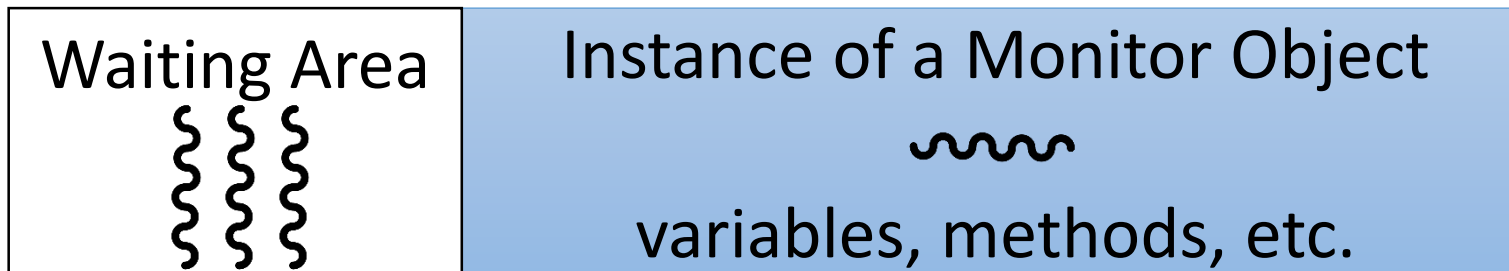 Waiting Area
Instance of a Monitor Object
variables, methods, etc.